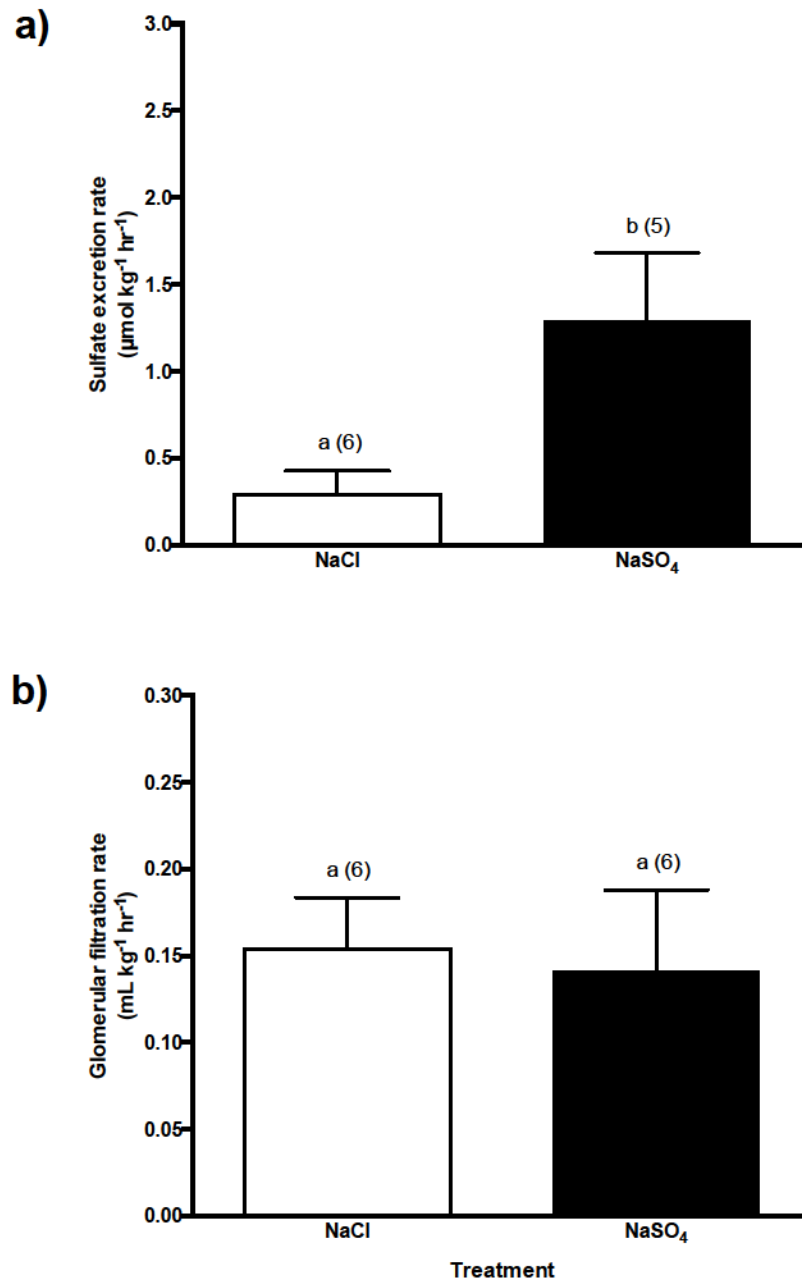 a)
3.0
2.5
2.0
1.5
1.0
0.5
0.0
Sulfate excretion rate
(µmol kg⁻¹ hr⁻¹)
a (6)
b (5)
NaCl
NaSO₄
b)
0.30
0.25
0.20
0.15
0.10
0.05
0.00
Glomerular filtration rate
(mL kg⁻¹ hr⁻¹)
a (6)
a (6)
NaCl
NaSO₄
Treatment